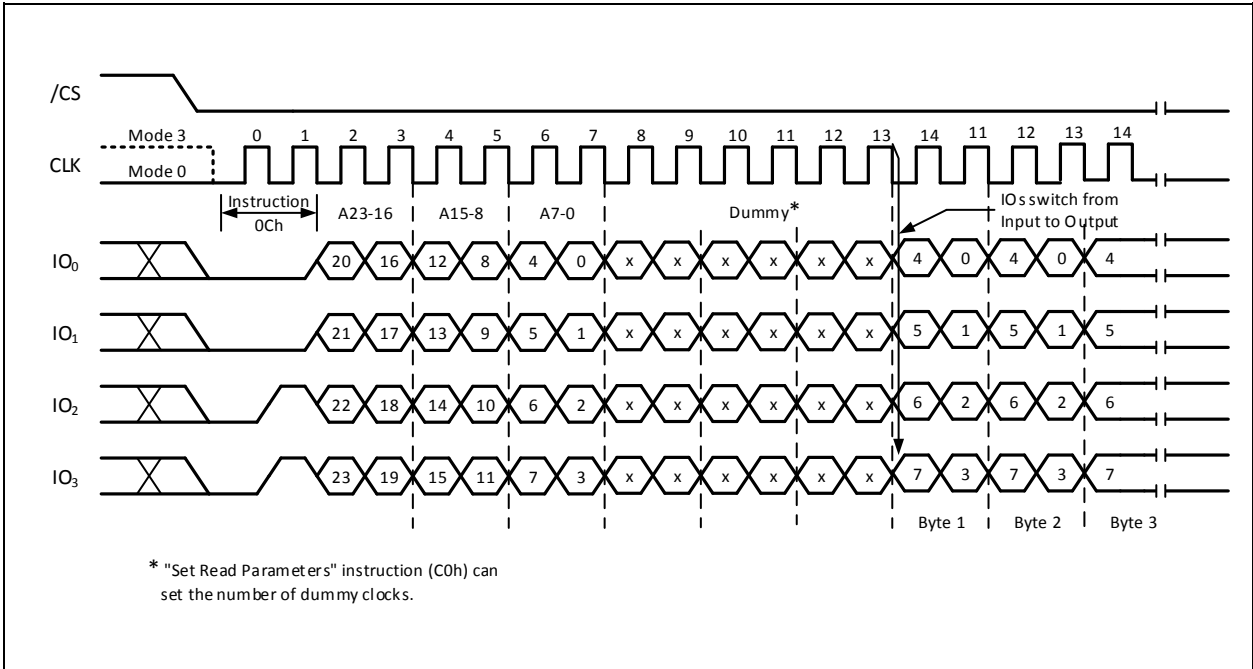 /CS
Mode 3 0 1 2 3 4 5 6 7 8 9 10 11 12 13 14 11 12 13 14
CLK
Mode 0
Instruction A23-16 A15-8 A7-0 Dummy* IOs switch from
0Ch Input to Output
IO0 20 16 12 8 4 0 x x x x x x 4 0 4 0 4
IO1 21 17 13 9 5 1 x x x x x x 5 1 5 1 5
IO2 22 18 14 10 6 2 x x x x x x 6 2 6 2 6
IO3 23 19 15 11 7 3 x x x x x x 7 3 7 3 7
Byte 1 Byte 2 Byte 3
* "Set Read Parameters" instruction (C0h) can
set the number of dummy clocks.